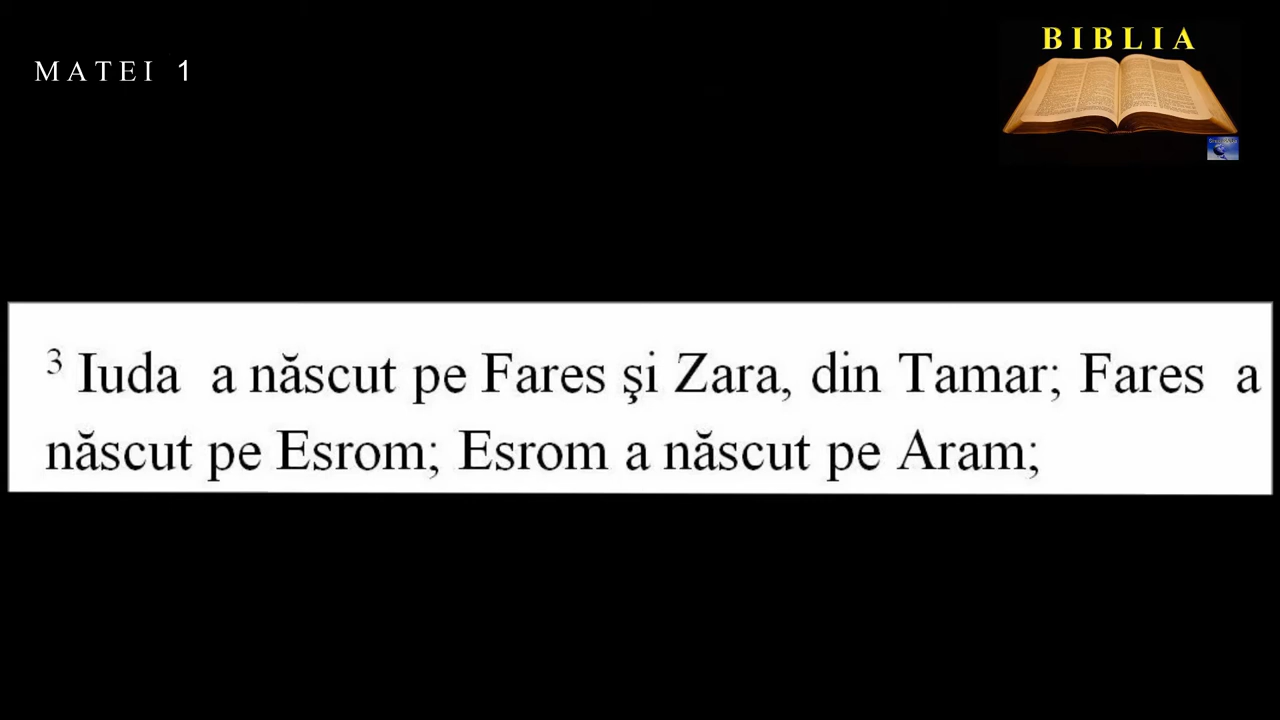 BIBLIA
MATEI 1
3 Iuda a născut pe Fares şi Zara, din Tamar; Fares a
născut pe Esrom; Esrom a născut pe Aram;